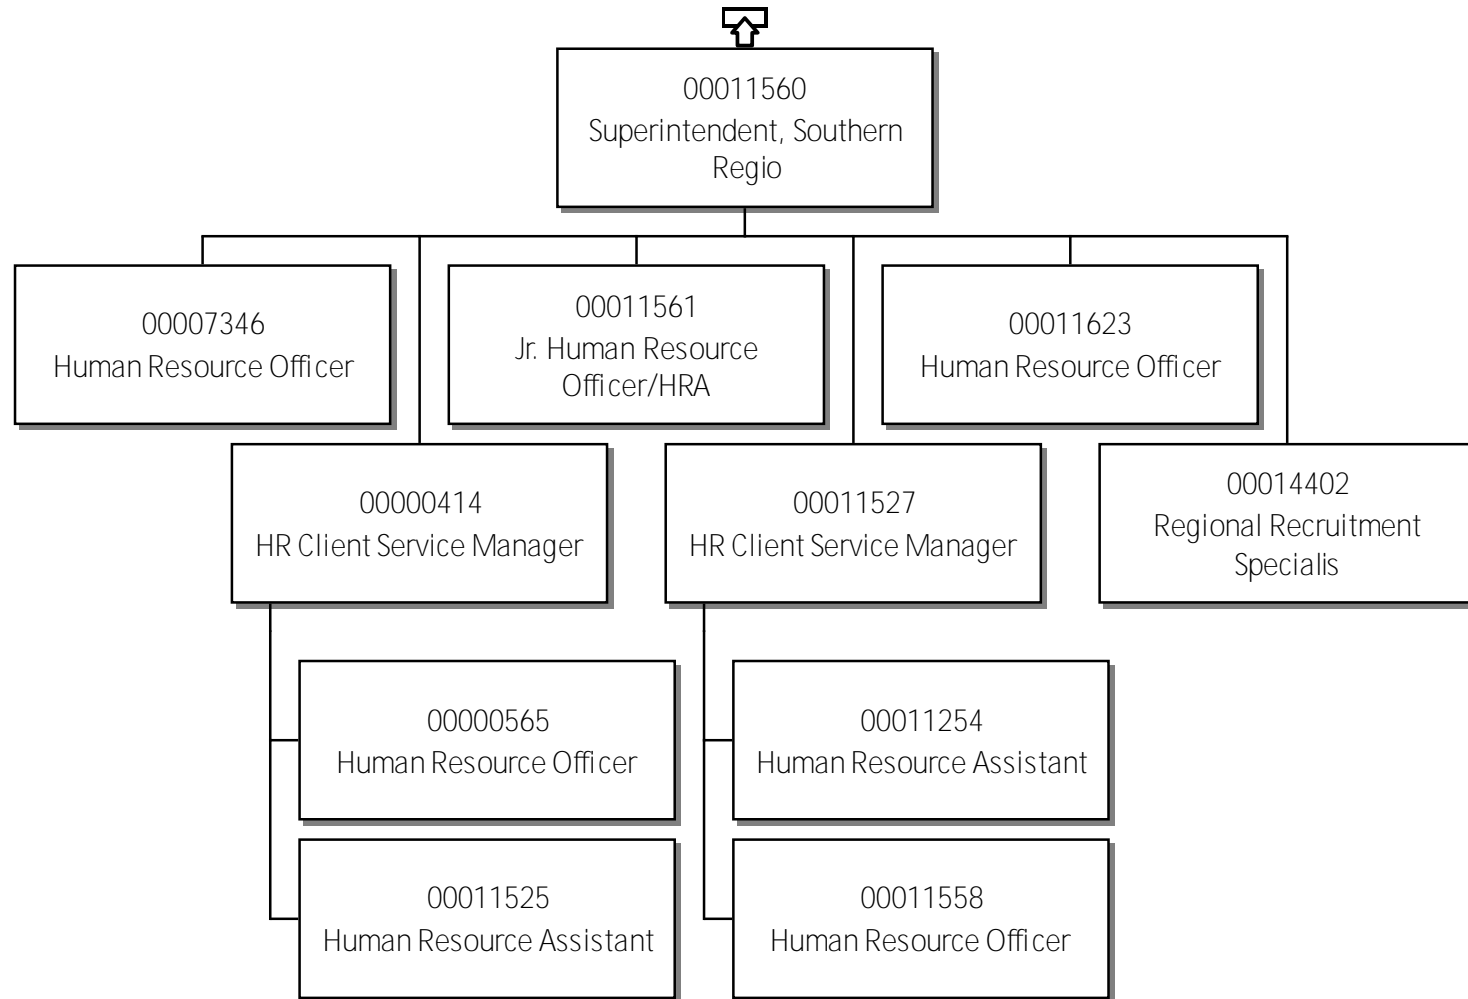 00011560
Superintendent, Southern
Regio
00007346
Human Resource Officer
00011561
Jr. Human Resource
Officer/HRA
00011623
Human Resource Officer
00000414
HR Client Service Manager
00011527
HR Client Service Manager
00014402
Regional Recruitment
Specialis
00000565
Human Resource Officer
00011254
Human Resource Assistant
00011525
Human Resource Assistant
00011558
Human Resource Officer